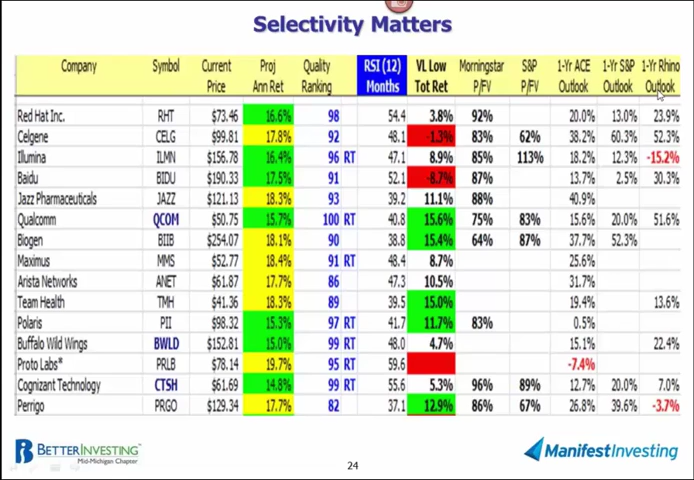 Selectivity Matters
Company Symbol Current Price Proj Ann Ret Quality Ranking RSI (12) Months VL Low Tot Ret Morningstar P/FV S&P P/FV 1-Yr ACE Outlook 1-Yr S&P Outlook 1-Yr Rhino Outlook
Red Hat Inc. RHT $73.46 16.6% 98 54.4 3.8% 92% 20.0% 13.0% 23.9%
Celgene CELG $99.81 17.8% 92 48.1 -1.3% 83% 62% 38.2% 60.3% 52.3%
Illumina ILMN $156.78 16.4% 96 RT 47.1 8.9% 85% 113% 18.2% 12.3% -15.2%
Baidu BIDU $190.33 17.5% 91 52.1 -8.7% 87% 13.7% 2.5% 30.3%
Jazz Pharmaceuticals JAZZ $121.13 18.3% 93 39.2 11.1% 88% 40.9%
Qualcomm QCOM $50.75 15.7% 100 RT 40.8 15.6% 75% 83% 15.6% 20.0% 51.6%
Biogen BIIB $254.07 18.1% 90 38.8 15.4% 64% 87% 37.7% 52.3%
Maximus MMS $52.77 18.4% 91 RT 48.4 8.7% 25.6%
Arista Networks ANET $61.87 17.7% 86 47.3 10.5% 31.7%
Team Health TMH $41.36 18.3% 89 39.5 15.0% 19.4% 13.6%
Polaris PII $98.32 15.3% 97 RT 41.7 11.7% 83% 0.5%
Buffalo Wild Wings BWLD $152.81 15.0% 99 RT 48.0 4.7% 15.1% 22.4%
Proto Labs* PRLB $78.14 19.7% 95 RT 59.6 -7.4%
Cognizant Technology CTSH $61.69 14.8% 99 RT 55.6 5.3% 96% 89% 12.7% 20.0% 7.0%
Perrigo PRGO $129.34 17.7% 82 37.1 12.9% 86% 67% 26.8% 39.6% -3.7%
BETTERINVESTING™
Mid-Michigan Chapter
24
ManifestInvesting